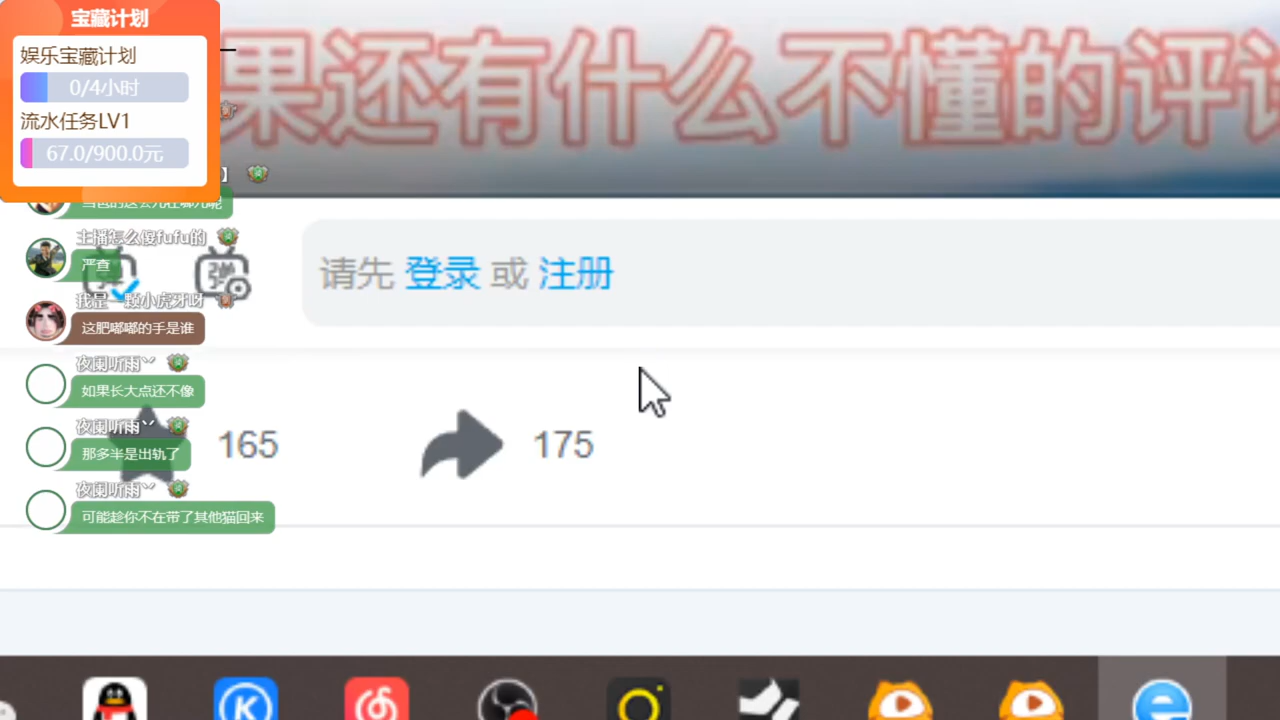 宝藏计划
娱乐宝藏计划
0/4小时
流水任务LV1
67.0/900.0元
果还有什么不懂的评论
】
主播怎么傻fufu的
严查
我是一颗小虎牙呀
这肥嘟嘟的手是谁
夜阑听雨丷
如果长大点还不像
夜阑听雨丷
那多半是出轨了
夜阑听雨丷
可能趁你不在带了其他猫回来
请先 登录 或 注册
165
175